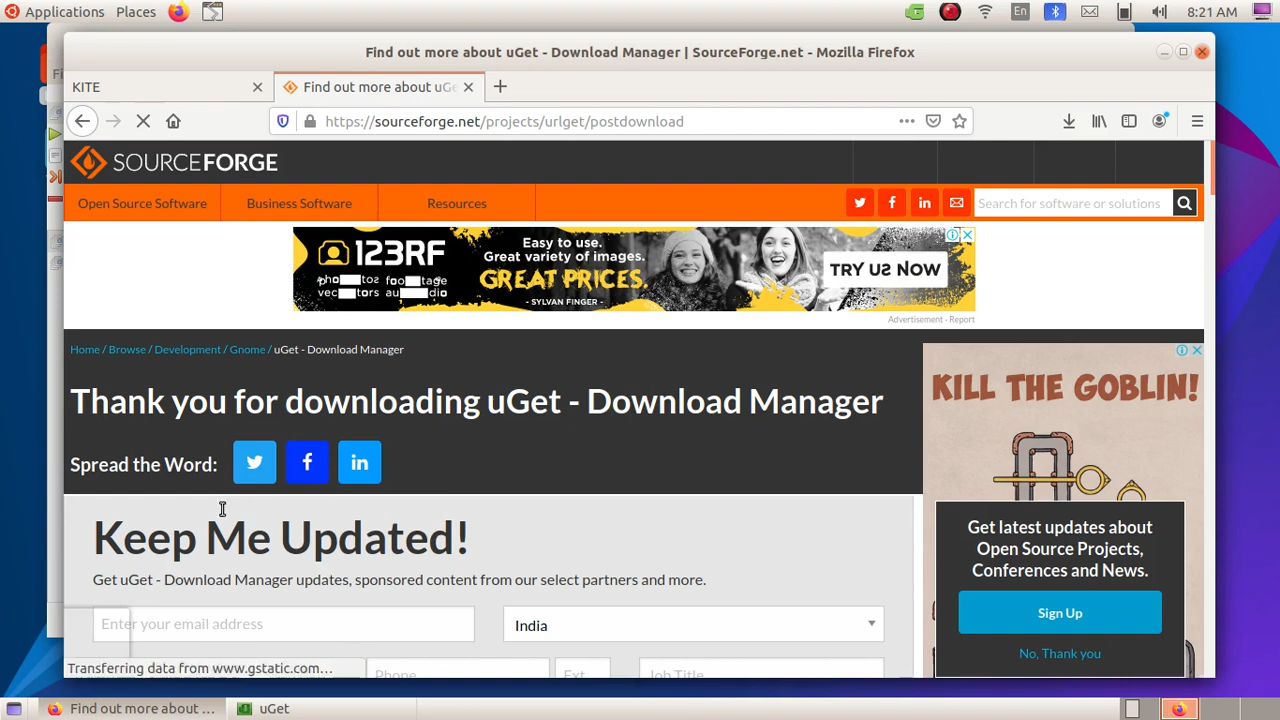 Applications Places En 8:21 AM
Find out more about uGet - Download Manager | SourceForge.net - Mozilla Firefox
KITE Find out more about uGe
https://sourceforge.net/projects/urlget/postdownload
SOURCEFORGE
Open Source Software Business Software Resources Search for software or solutions
123RF
Easy to use.
Great variety of images.
GREAT PRICES.
- SYLVAN FINGER -
TRY US NOW
Advertisement - Report
Home / Browse / Development / Gnome / uGet - Download Manager
Thank you for downloading uGet - Download Manager
Spread the Word:
KILL THE GOBLIN!
Keep Me Updated!
Get uGet - Download Manager updates, sponsored content from our select partners and more.
Enter your email address India
Phone Ext Job Title
Get latest updates about
Open Source Projects,
Conferences and News.
Sign Up
No, Thank you
Transferring data from www.gstatic.com…
Find out more about … uGet